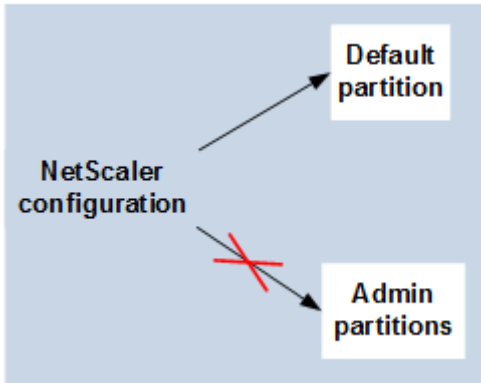 Default
partition
NetScaler
configuration
Admin
partitions